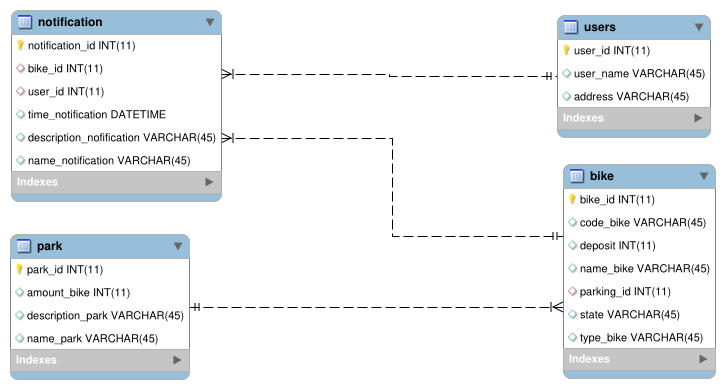 notification
notification_id INT(11)
bike_id INT(11)
user_id INT(11)
time_notification DATETIME
description_nofification VARCHAR(45)
name_notification VARCHAR(45)
Indexes
users
user_id INT(11)
user_name VARCHAR(45)
address VARCHAR(45)
Indexes
park
park_id INT(11)
amount_bike INT(11)
description_park VARCHAR(45)
name_park VARCHAR(45)
Indexes
bike
bike_id INT(11)
code_bike VARCHAR(45)
deposit INT(11)
name_bike VARCHAR(45)
parking_id INT(11)
state VARCHAR(45)
type_bike VARCHAR(45)
Indexes